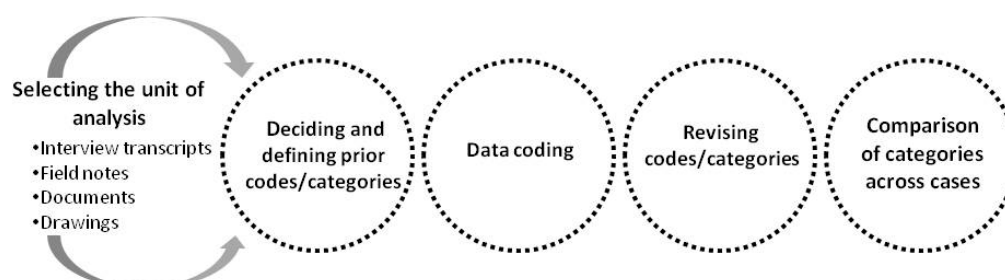 Selecting the unit of
analysis
•Interview transcripts
•Field notes
•Documents
•Drawings
Deciding and
defining prior
codes/categories
Data coding
Revising
codes/categories
Comparison
of categories
across cases